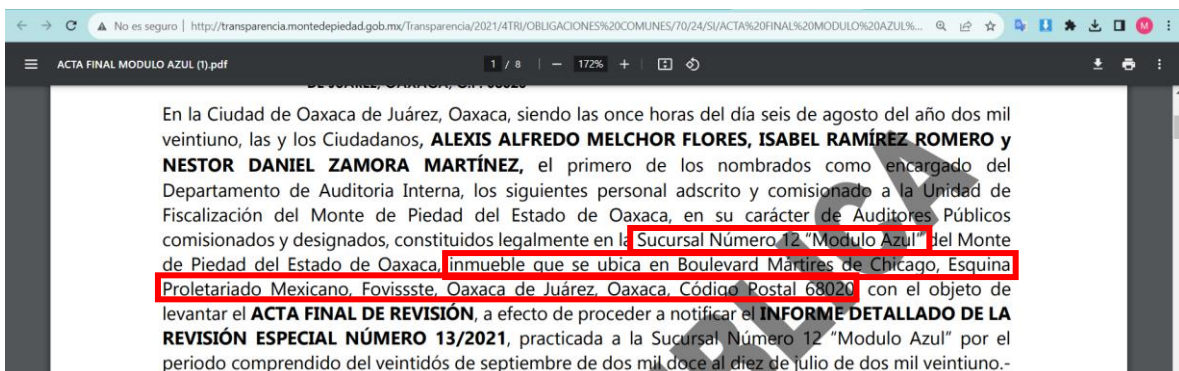 No es seguro | http://transparencia.montedepiedad.gob.mx/Transparencia/2021/4TRI/OBLIGACIONES%20COMUNES/70/24/SI/ACTA%20FINAL%20MODULO%20AZUL%...
M
ACTA FINAL MODULO AZUL (1).pdf 1 / 8 | — 172% +
DE JUÁREZ, OAXACA, C.P. 68020
En la Ciudad de Oaxaca de Juárez, Oaxaca, siendo las once horas del día seis de agosto del año dos mil
veintiuno, las y los Ciudadanos, ALEXIS ALFREDO MELCHOR FLORES, ISABEL RAMÍREZ ROMERO y
NESTOR DANIEL ZAMORA MARTÍNEZ, el primero de los nombrados como encargado del
Departamento de Auditoria Interna, los siguientes personal adscrito y comisionado a la Unidad de
Fiscalización del Monte de Piedad del Estado de Oaxaca, en su carácter de Auditores Públicos
comisionados y designados, constituidos legalmente en la Sucursal Número 12 "Modulo Azul" del Monte
de Piedad del Estado de Oaxaca, inmueble que se ubica en Boulevard Mártires de Chicago, Esquina
Proletariado Mexicano, Fovissste, Oaxaca de Juárez, Oaxaca, Código Postal 68020, con el objeto de
levantar el ACTA FINAL DE REVISIÓN, a efecto de proceder a notificar el INFORME DETALLADO DE LA
REVISIÓN ESPECIAL NÚMERO 13/2021, practicada a la Sucursal Número 12 "Modulo Azul" por el
periodo comprendido del veintidós de septiembre de dos mil doce al diez de julio de dos mil veintiuno.-